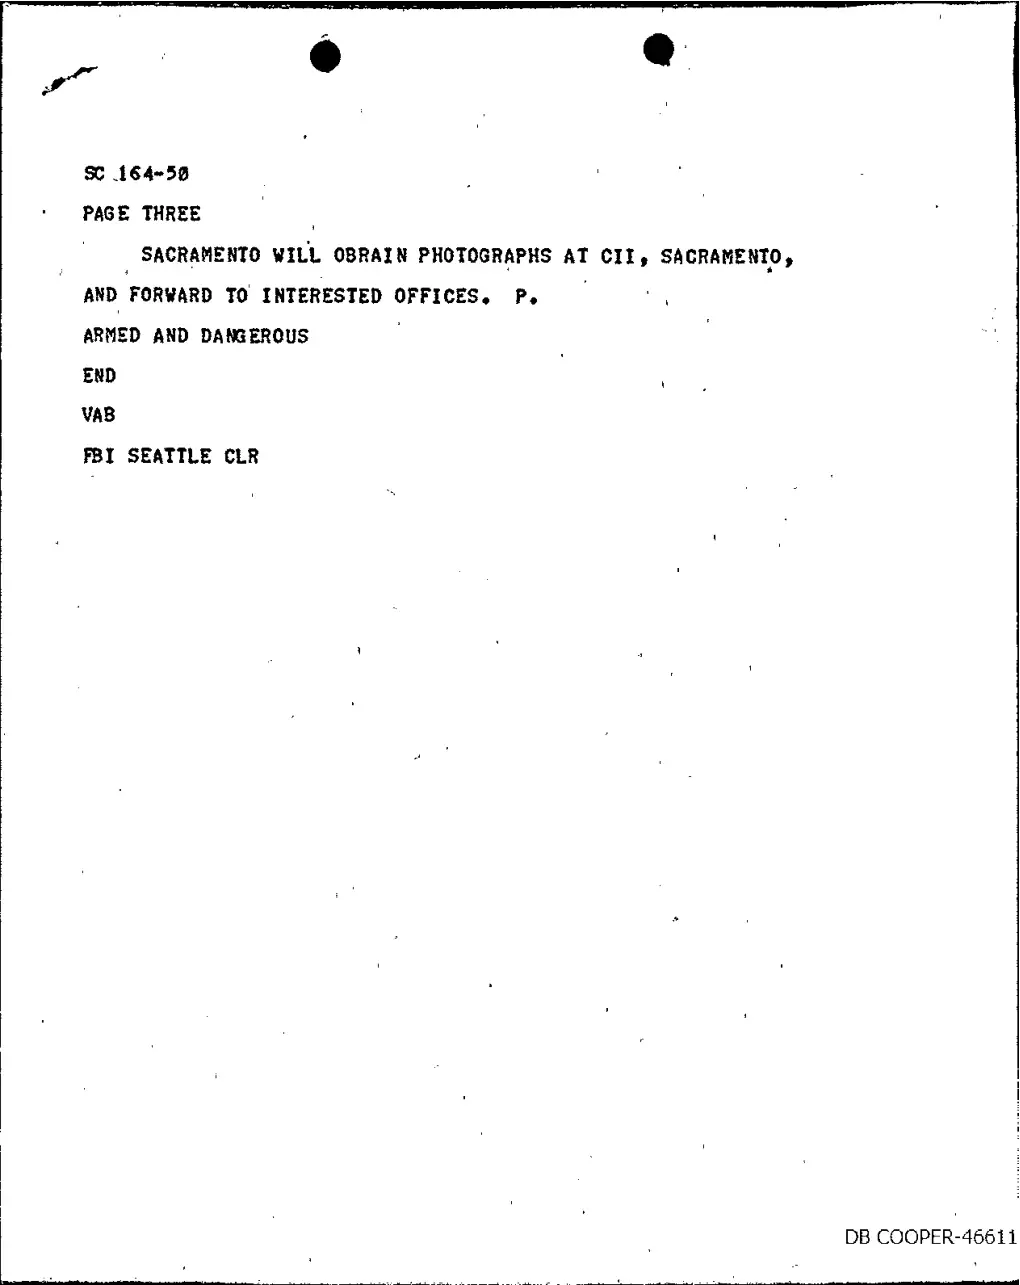 SC 164-50
PAGE THREE
SACRAMENTO WILL OBRAIN PHOTOGRAPHS AT CII, SACRAMENTO,
AND FORWARD TO INTERESTED OFFICES. P.
ARMED AND DANGEROUS
END
VAB
FBI SEATTLE CLR
DB COOPER-46611